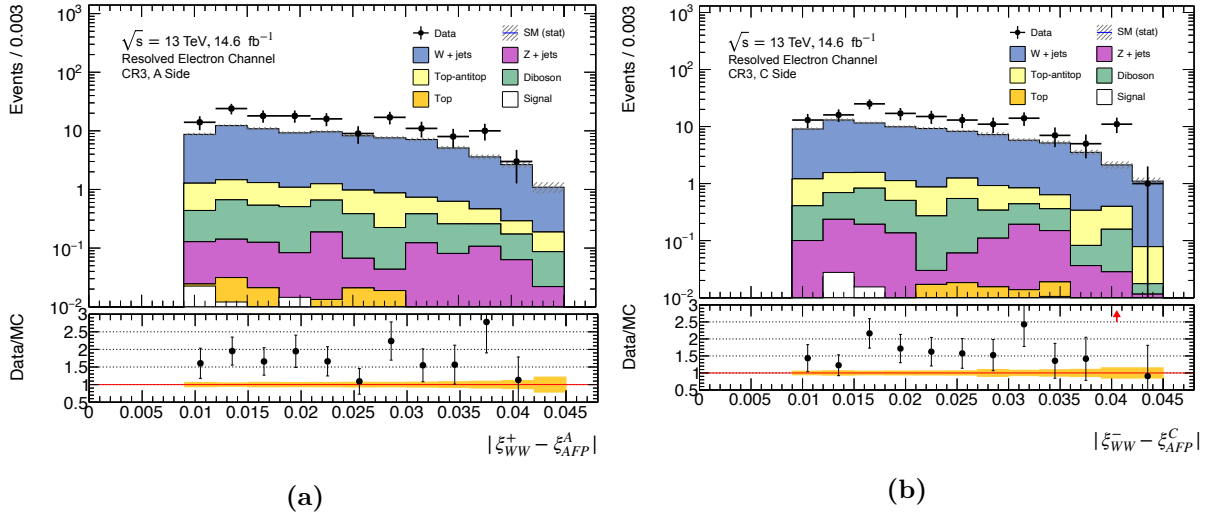 Events / 0.003
10³
10²
10
1
10⁻¹
10⁻²
√s = 13 TeV, 14.6 fb⁻¹
Resolved Electron Channel
CR3, A Side
Data
SM (stat)
W + jets
Z + jets
Top-antitop
Diboson
Top
Signal
Data/MC
3
2.5
2
1.5
1
0.5
0 0.005 0.01 0.015 0.02 0.025 0.03 0.035 0.04 0.045
| ξ⁺_WW − ξ^A_AFP |
(a)
Events / 0.003
10³
10²
10
1
10⁻¹
10⁻²
√s = 13 TeV, 14.6 fb⁻¹
Resolved Electron Channel
CR3, C Side
Data
SM (stat)
W + jets
Z + jets
Top-antitop
Diboson
Top
Signal
Data/MC
3
2.5
2
1.5
1
0.5
0 0.005 0.01 0.015 0.02 0.025 0.03 0.035 0.04 0.045
| ξ⁻_WW − ξ^C_AFP |
(b)